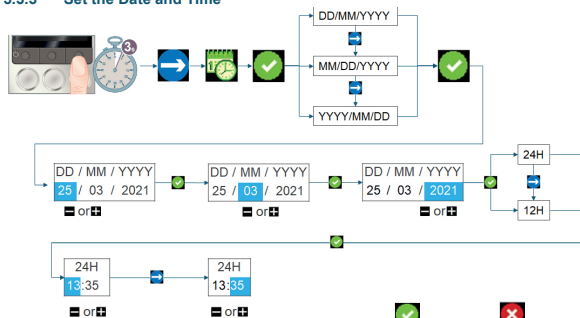 Set the Date and Time
3s
DD/MM/YYYY
MM/DD/YYYY
YYYY/MM/DD
DD / MM / YYYY
25 / 03 / 2021
- or +
DD / MM / YYYY
25 / 03 / 2021
- or +
DD / MM / YYYY
25 / 03 / 2021
- or +
24H
12H
24H
13:35
- or +
24H
13:35
- or +